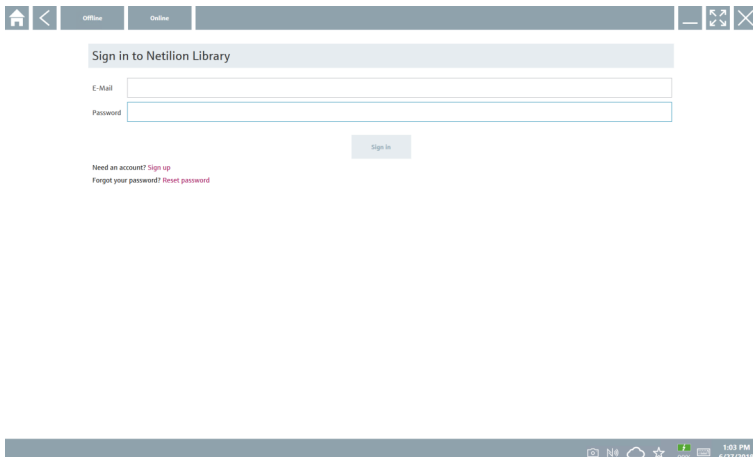 Offline Online
Sign in to Netilion Library
E-Mail
Password
Sign in
Need an account? Sign up
Forgot your password? Reset password
1:03 PM